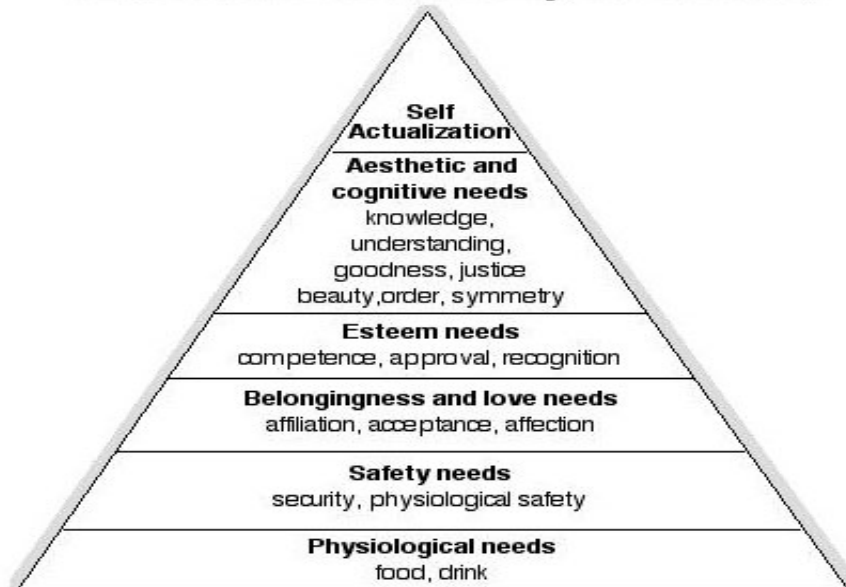 Self
Actualization
Aesthetic and
cognitive needs
knowledge,
understanding,
goodness, justice
beauty,order, symmetry
Esteem needs
competence, approval, recognition
Belongingness and love needs
affiliation, acceptance, affection
Safety needs
security, physiological safety
Physiological needs
food, drink